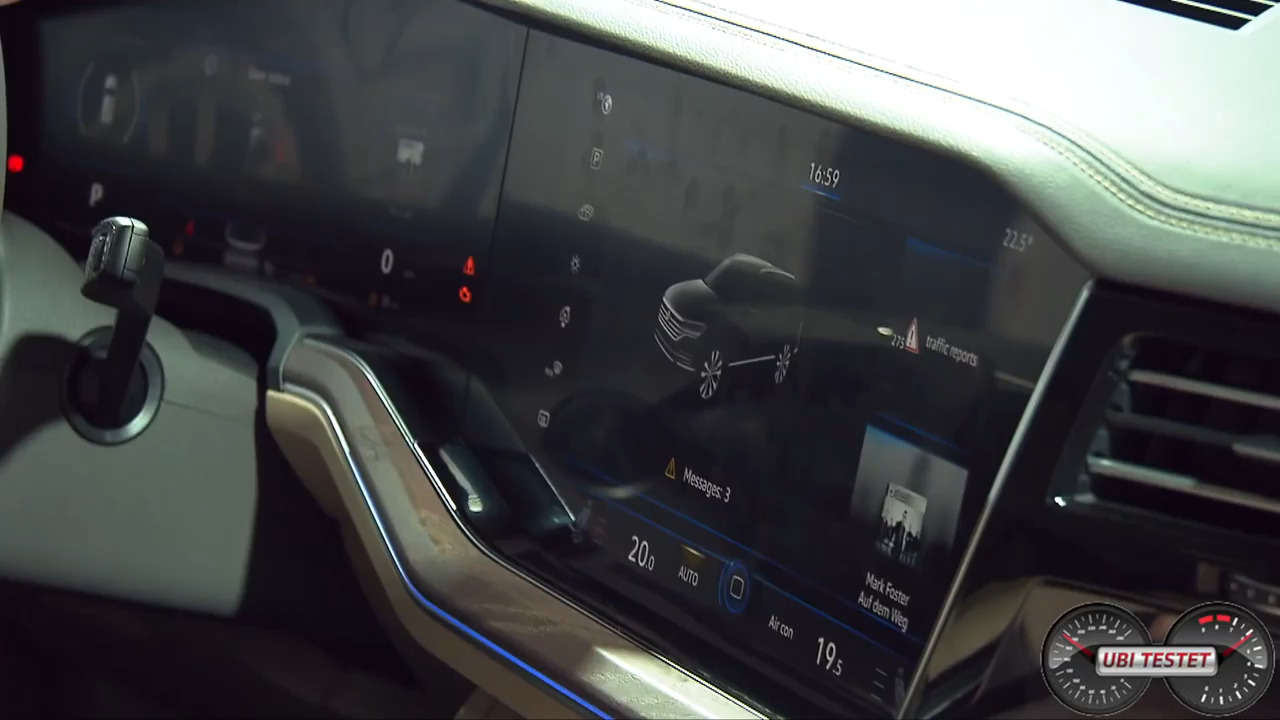 P
0
16:59
22.5°
P
275
traffic reports
Messages: 3
Mark Foster
Auf dem Weg
20.0
AUTO
Air con
19.5
UBI TESTET